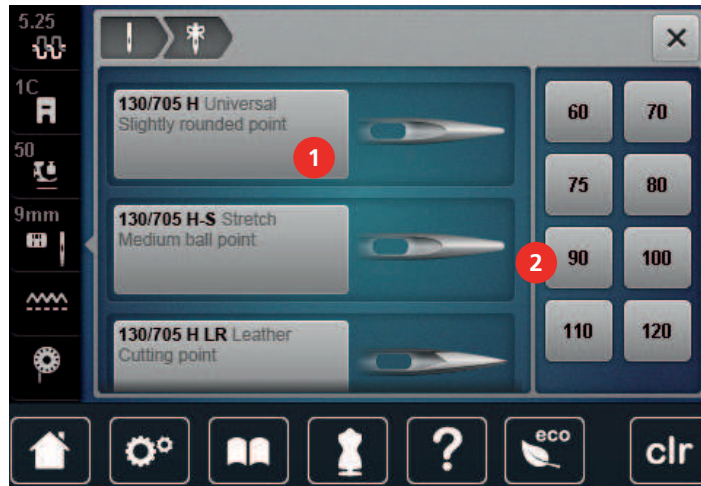 5.25
1C
50
9mm
130/705 H Universal
Slightly rounded point
1
130/705 H-S Stretch
Medium ball point
2
130/705 H LR Leather
Cutting point
60 70
75 80
90 100
110 120
?
eco
clr